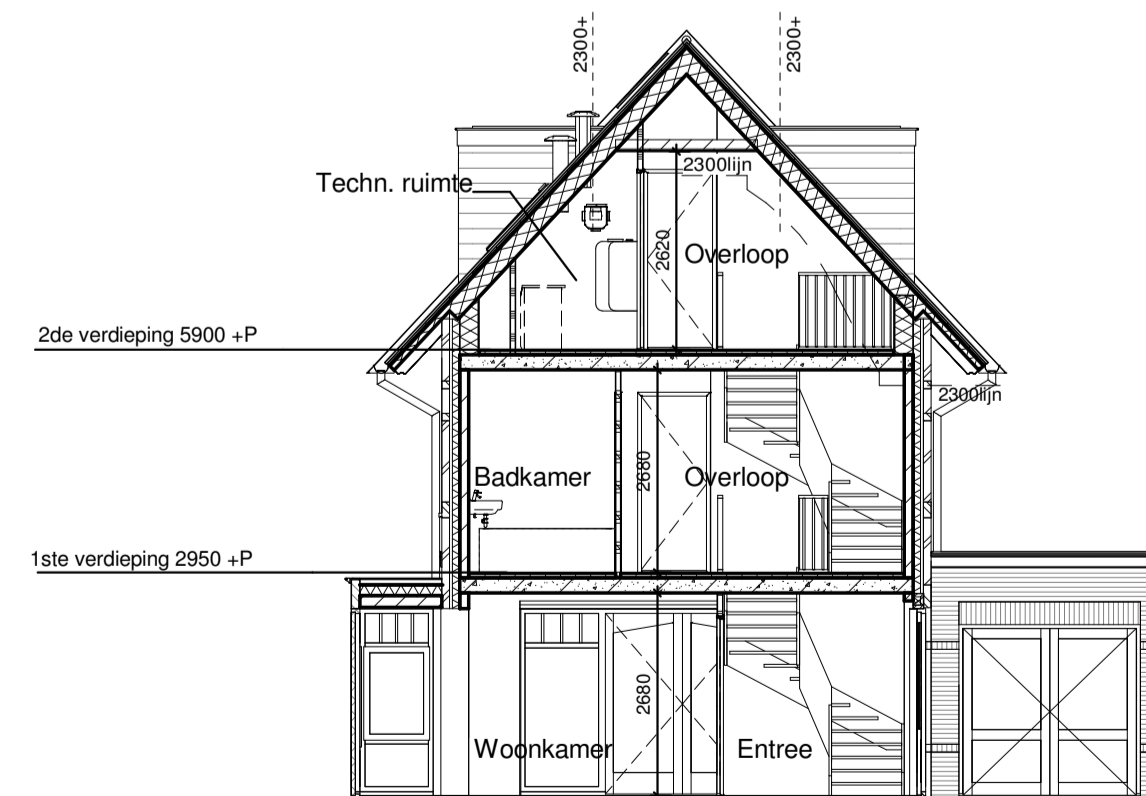 2300+
2300+
2300lijn
Techn. ruimte
2620
Overloop
2de verdieping 5900 +P
2300lijn
Badkamer
2680
Overloop
1ste verdieping 2950 +P
2680
Woonkamer
Entree